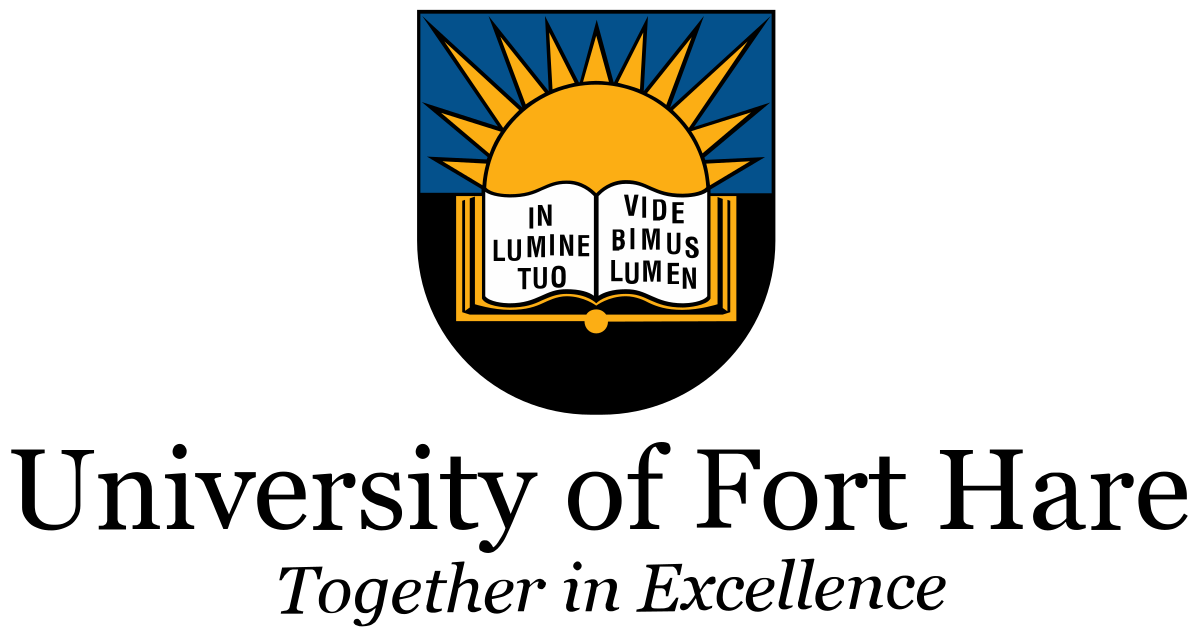 IN
LUMINE
TUO
VIDE
BIMUS
LUMEN
University of Fort Hare
Together in Excellence